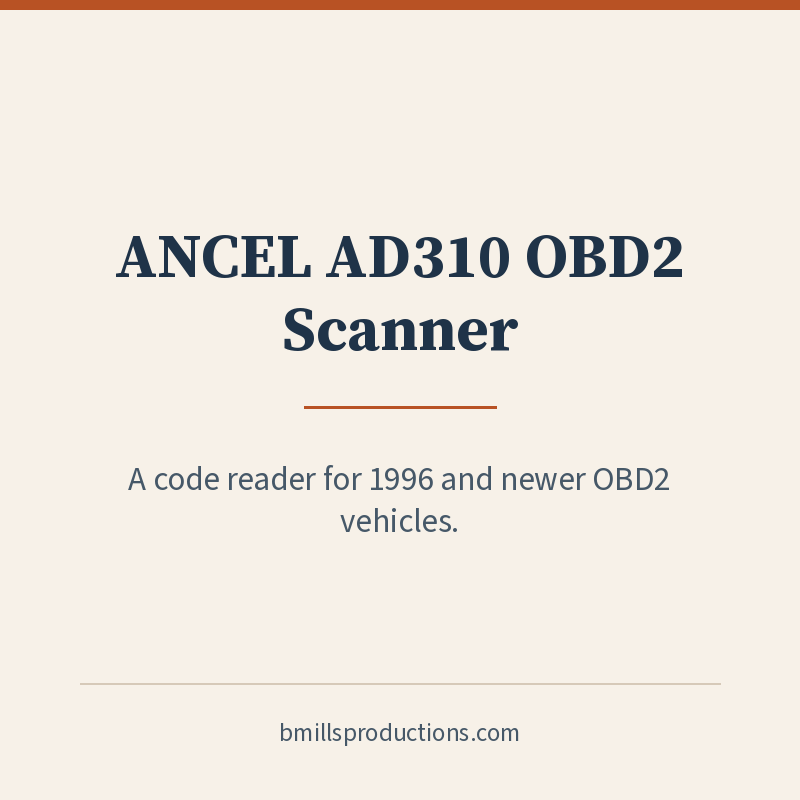 ANCEL AD310 OBD2
Scanner
A code reader for 1996 and newer OBD2
vehicles.
bmillsproductions.com